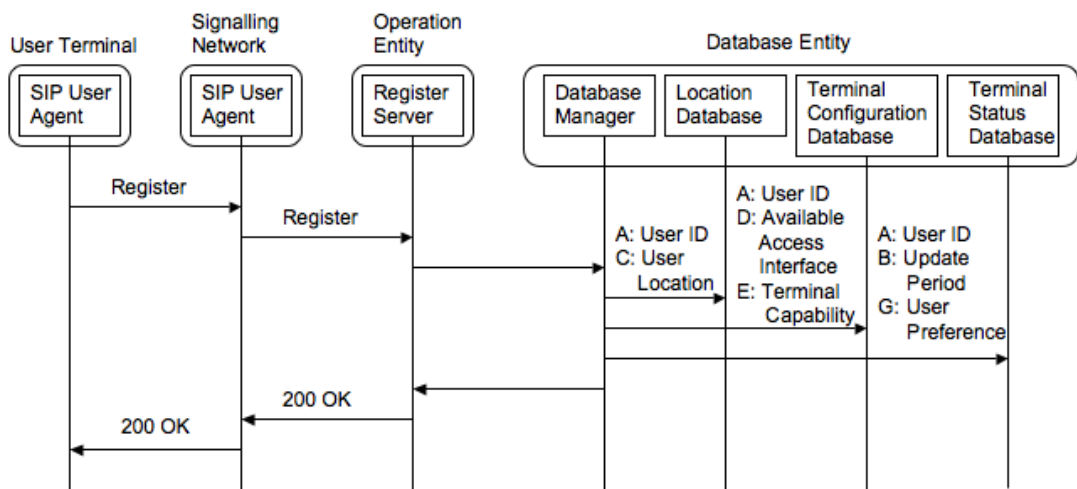 User Terminal
Signalling
Network
Operation
Entity
Database Entity
SIP User
Agent
SIP User
Agent
Register
Server
Database
Manager
Location
Database
Terminal
Configuration
Database
Terminal
Status
Database
Register
Register
A: User ID
C: User
Location
A: User ID
D: Available
Access
Interface
E: Terminal
Capability
A: User ID
B: Update
Period
G: User
Preference
200 OK
200 OK